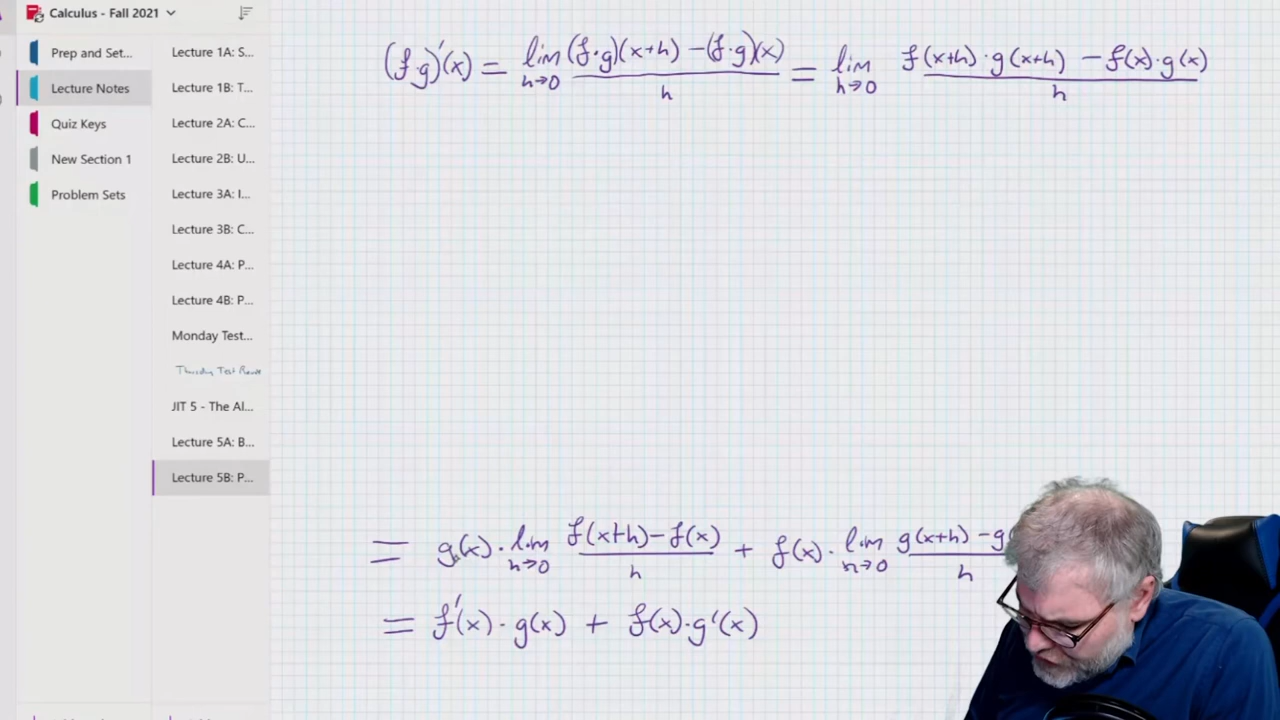 Calculus - Fall 2021
Prep and Set...
Lecture Notes
Quiz Keys
New Section 1
Problem Sets
Lecture 1A: S...
Lecture 1B: T...
Lecture 2A: C...
Lecture 2B: U...
Lecture 3A: I...
Lecture 3B: C...
Lecture 4A: P...
Lecture 4B: P...
Monday Test...
Thursday Test
JIT 5 - The Al...
Lecture 5A: B...
Lecture 5B: P...
(f·g)'(x) = lim h→0 (f·g)(x+h) - (f·g)(x) / h = lim h→0 f(x+h)·g(x+h) - f(x)·g(x) / h
= g(x)·lim h→0 f(x+h) - f(x) / h + f(x)·lim h→0 g(x+h) - g( / h
= f'(x)·g(x) + f(x)·g'(x)